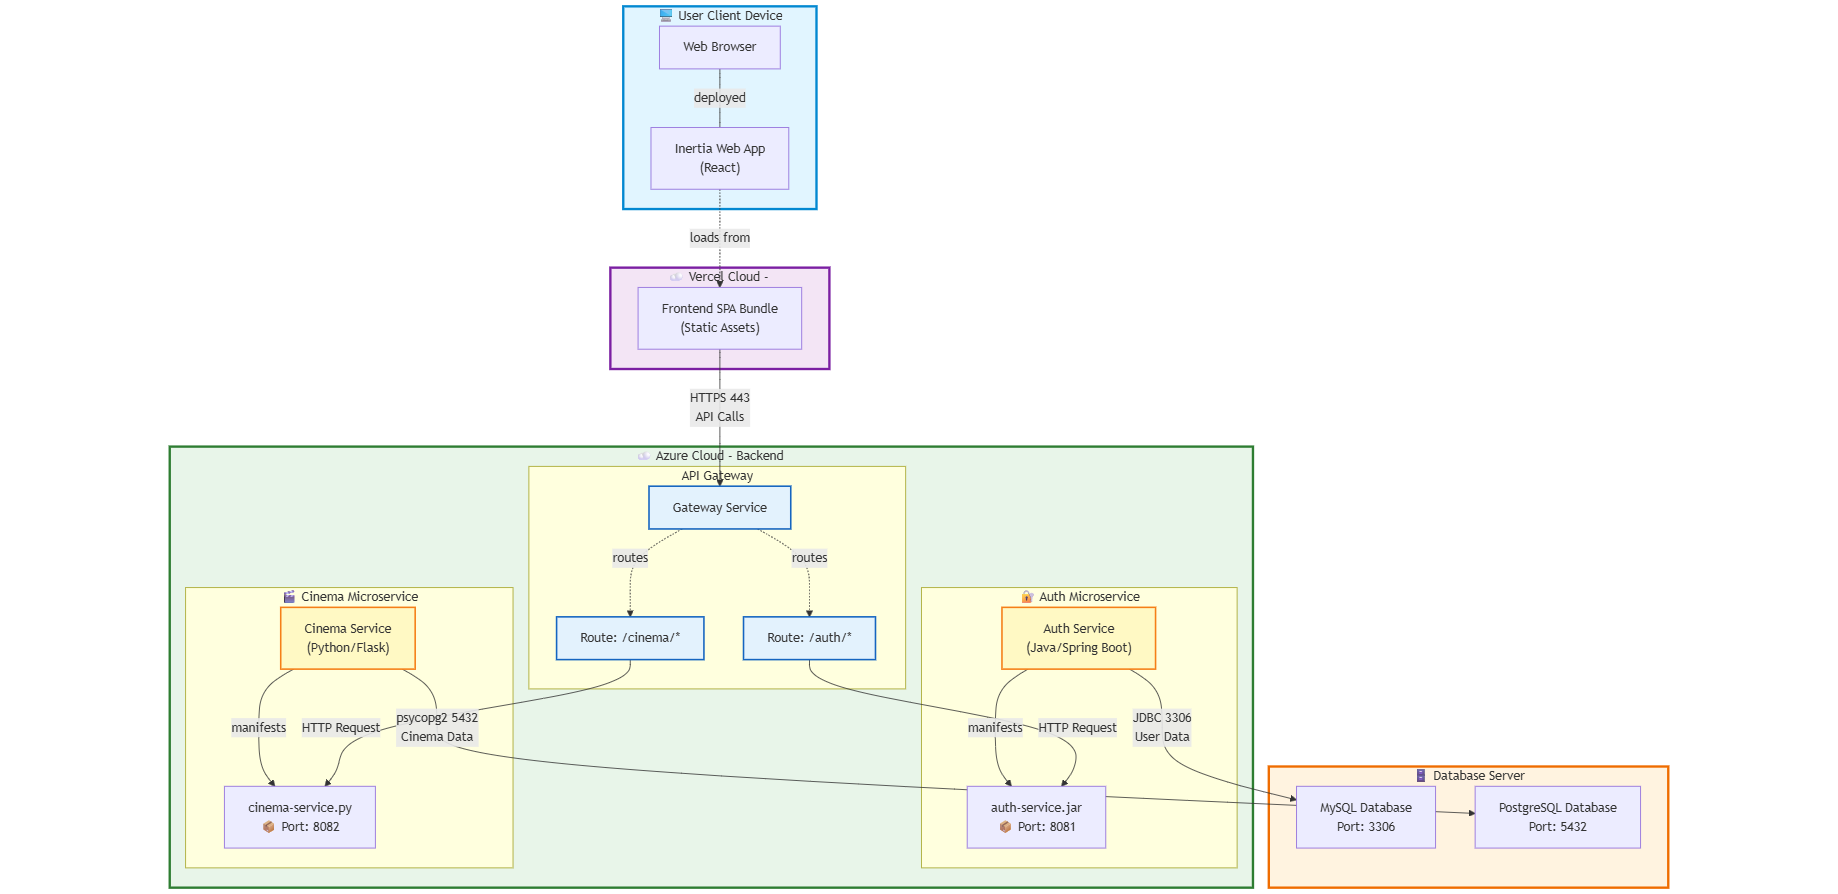 User Client Device
Web Browser
deployed
Inertia Web App
(React)
loads from
Vercel Cloud -
Frontend SPA Bundle
(Static Assets)
HTTPS 443
API Calls
Azure Cloud - Backend
API Gateway
Gateway Service
routes
routes
Route: /cinema/*
Route: /auth/*
Cinema Microservice
Cinema Service
(Python/Flask)
manifests
HTTP Request
psycopg2 5432
Cinema Data
cinema-service.py
Port: 8082
Auth Microservice
Auth Service
(Java/Spring Boot)
manifests
HTTP Request
JDBC 3306
User Data
auth-service.jar
Port: 8081
Database Server
MySQL Database
Port: 3306
PostgreSQL Database
Port: 5432